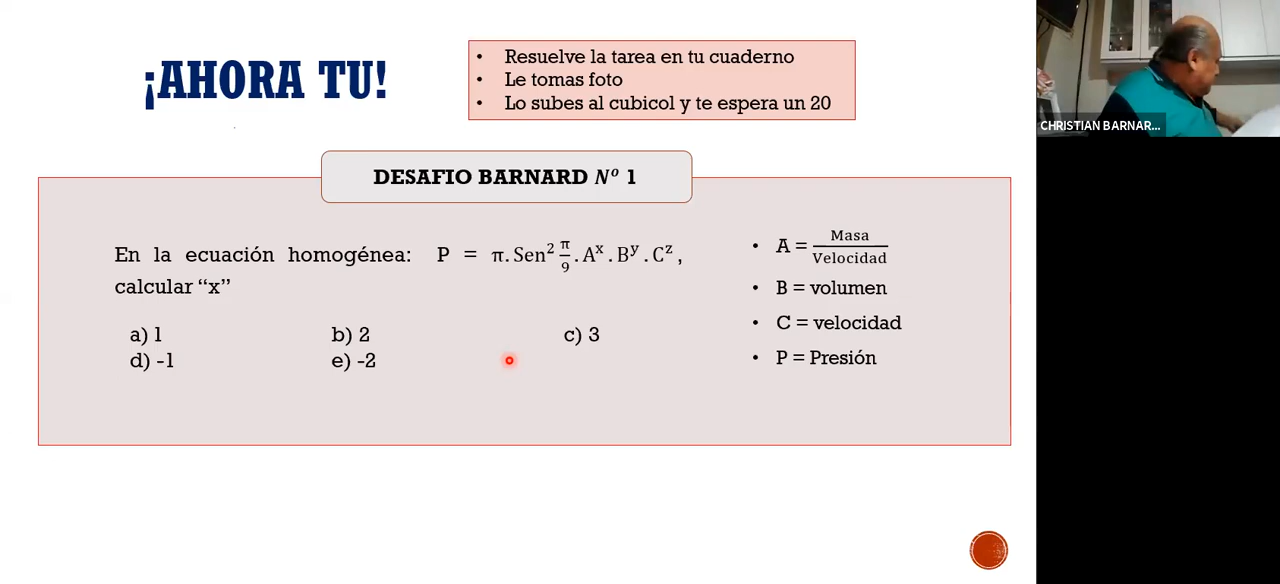 ¡AHORA TU!
• Resuelve la tarea en tu cuaderno
• Le tomas foto
• Lo subes al cubicol y te espera un 20
CHRISTIAN BARNAR...
DESAFIO BARNARD Nº 1
En la ecuación homogénea: P = π. Sen² π/9 . Aˣ . Bʸ . Cᶻ ,
calcular “x”
a) 1 b) 2 c) 3
d) -1 e) -2
• A = Masa/Velocidad
• B = volumen
• C = velocidad
• P = Presión